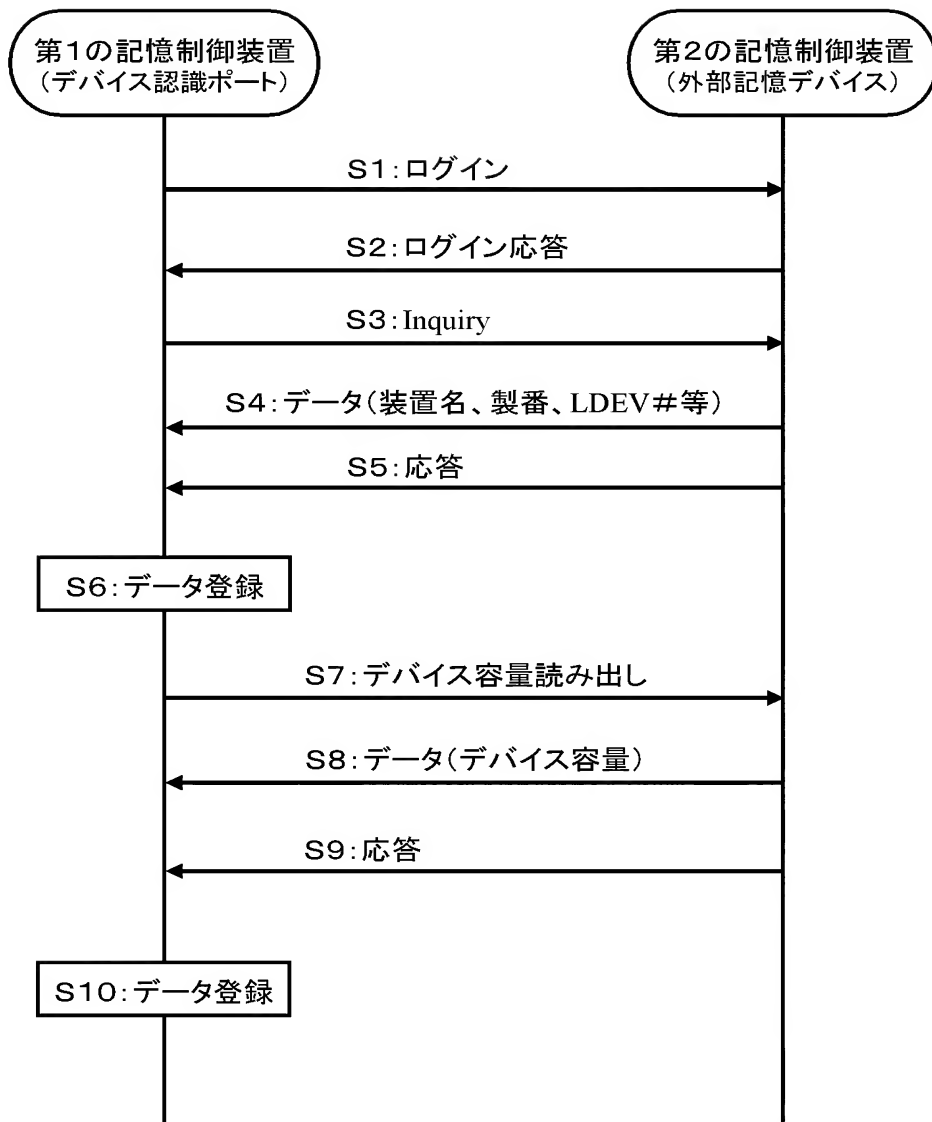 第1の記憶制御装置
(デバイス認識ポート)
第2の記憶制御装置
(外部記憶デバイス)
S1:ログイン
S2:ログイン応答
S3:Inquiry
S4:データ(装置名、製番、LDEV#等)
S5:応答
S6:データ登録
S7:デバイス容量読み出し
S8:データ(デバイス容量)
S9:応答
S10:データ登録